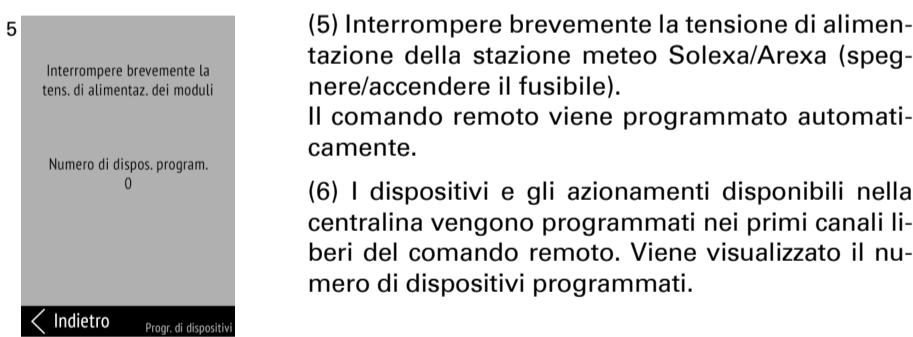 5
Interrompere brevemente la
tens. di alimentaz. dei moduli
Numero di dispos. program.
0
Indietro
Progr. di dispositivi
(5) Interrompere brevemente la tensione di alimen-
tazione della stazione meteo Solexa/Arexa (speg-
nere/accendere il fusibile).
Il comando remoto viene programmato automati-
camente.
(6) I dispositivi e gli azionamenti disponibili nella
centralina vengono programmati nei primi canali li-
beri del comando remoto. Viene visualizzato il nu-
mero di dispositivi programmati.